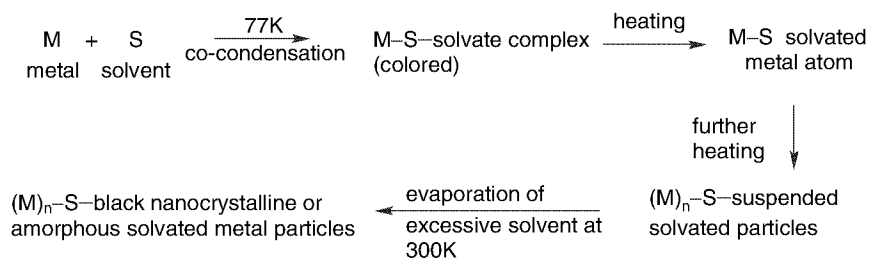 M + S
metal solvent
77K
co-condensation
M–S–solvate complex
(colored)
heating
M–S solvated
metal atom
further
heating
(M)n–S–suspended
solvated particles
evaporation of
excessive solvent at
300K
(M)n–S–black nanocrystalline or
amorphous solvated metal particles